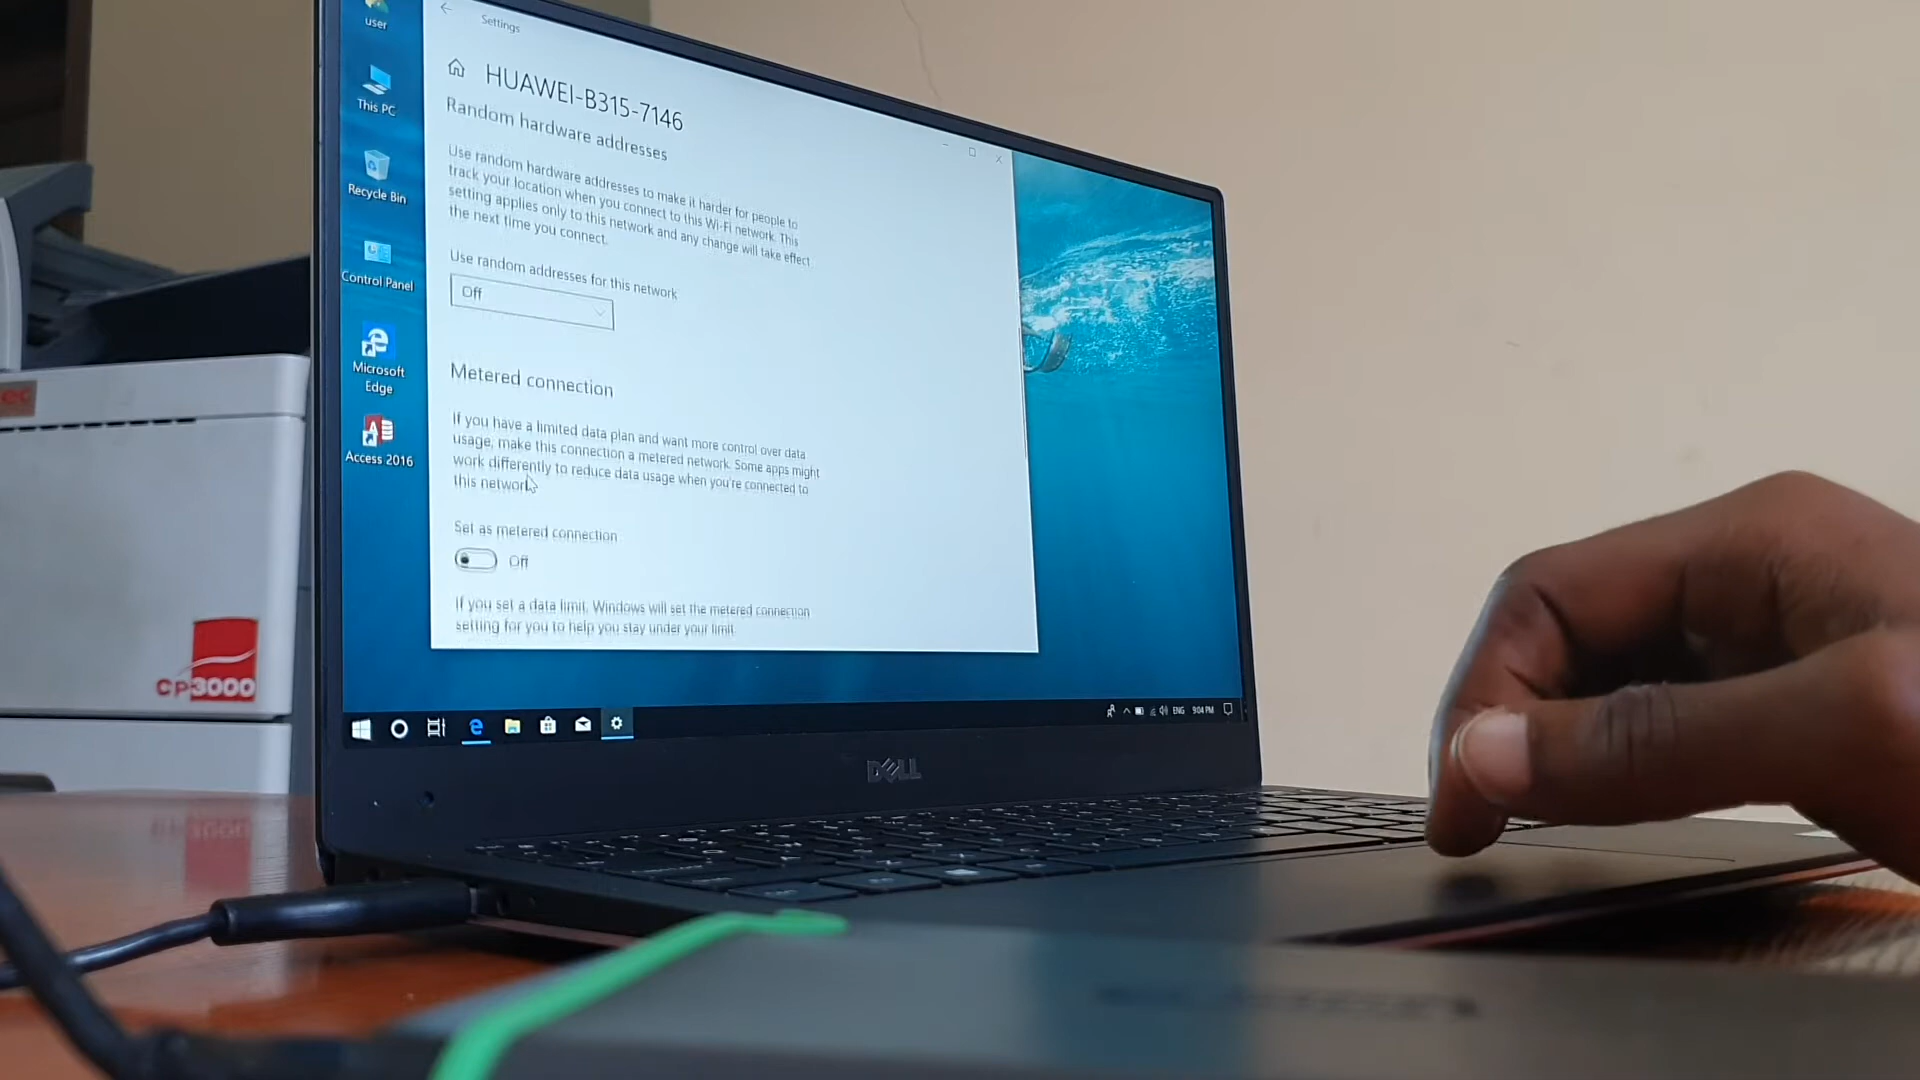 user
This PC
Recycle Bin
Control Panel
Microsoft
Edge
Access 2016
Settings
HUAWEI-B315-7146
Random hardware addresses
Use random hardware addresses to make it harder for people to
track your location when you connect to this Wi-Fi network. This
setting applies only to this network and any change will take effect
the next time you connect.
Use random addresses for this network
Off
Metered connection
If you have a limited data plan and want more control over data
usage, make this connection a metered network. Some apps might
work differently to reduce data usage when you're connected to
this network.
Set as metered connection
Off
If you set a data limit, Windows will set the metered connection
setting for you to help you stay under your limit.
ENG
9:04 PM
DELL
CP3000